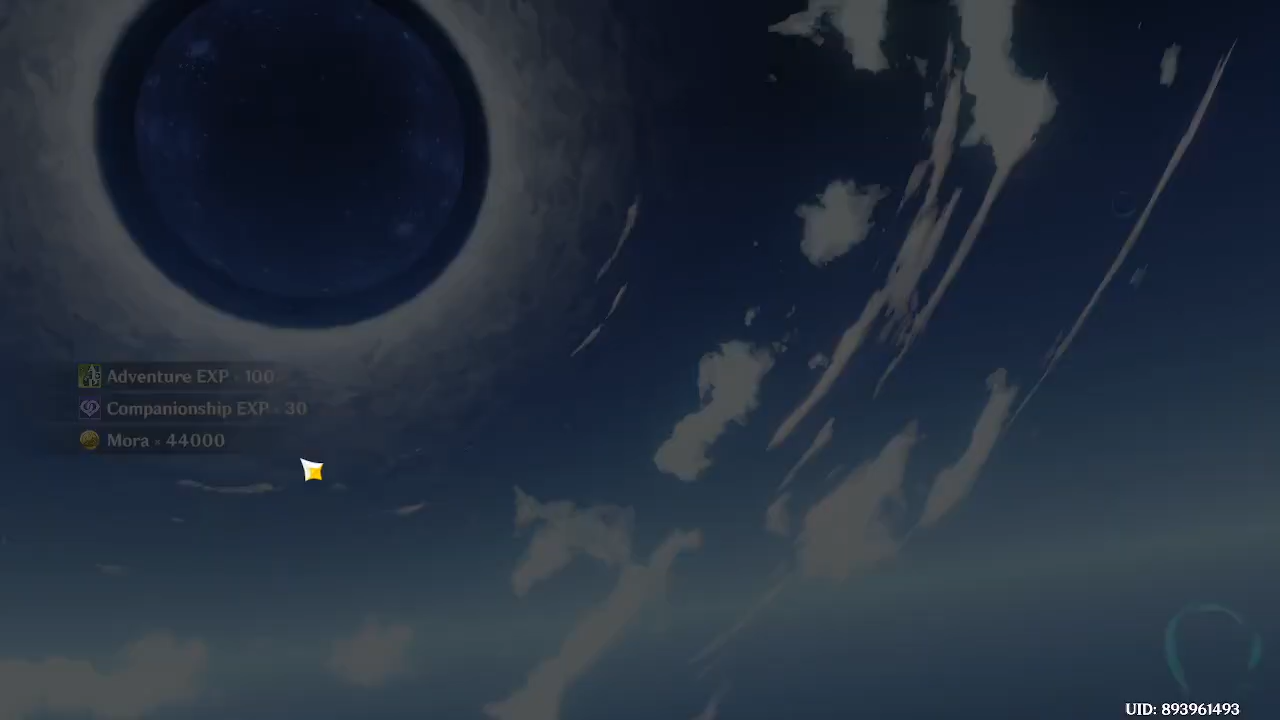 Adventure EXP × 100
Companionship EXP × 30
Mora × 44000
UID: 893961493